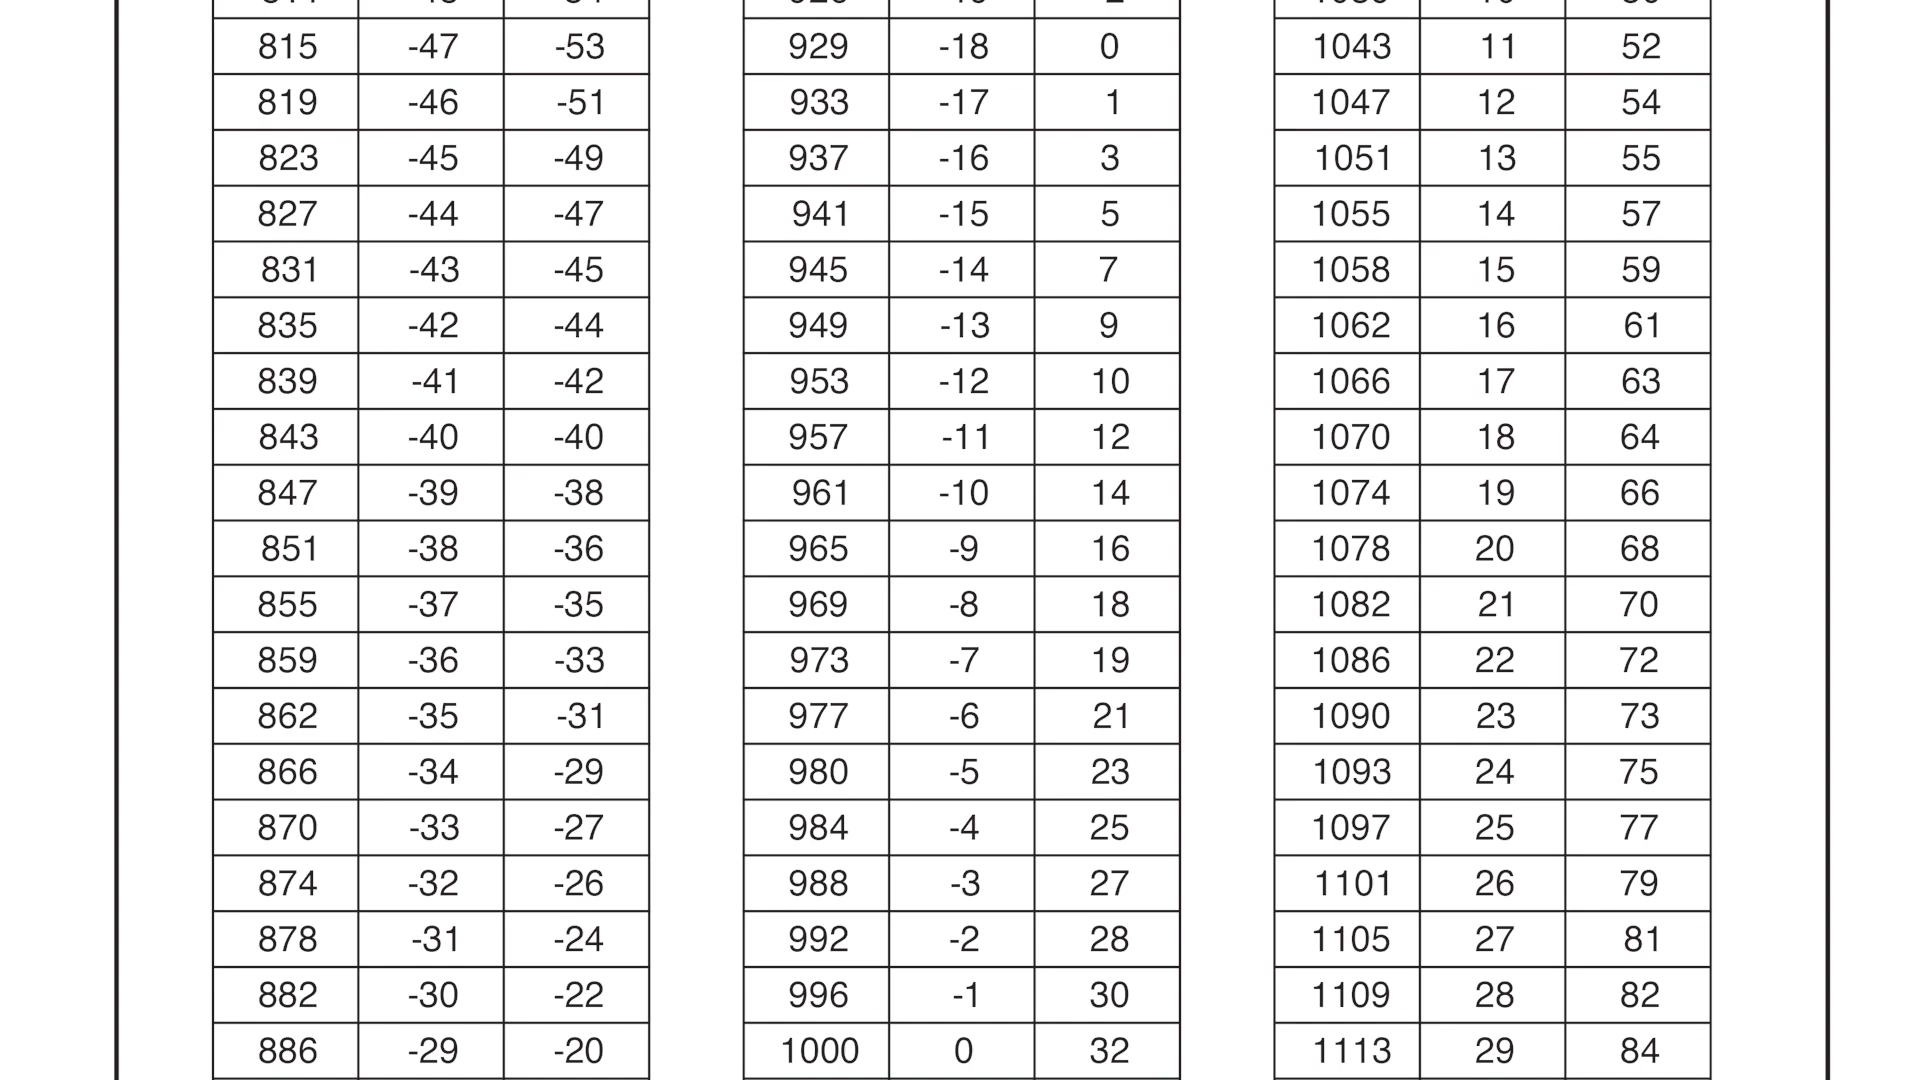 815 -47 -53 929 -18 0 1043 11 52
819 -46 -51 933 -17 1 1047 12 54
823 -45 -49 937 -16 3 1051 13 55
827 -44 -47 941 -15 5 1055 14 57
831 -43 -45 945 -14 7 1058 15 59
835 -42 -44 949 -13 9 1062 16 61
839 -41 -42 953 -12 10 1066 17 63
843 -40 -40 957 -11 12 1070 18 64
847 -39 -38 961 -10 14 1074 19 66
851 -38 -36 965 -9 16 1078 20 68
855 -37 -35 969 -8 18 1082 21 70
859 -36 -33 973 -7 19 1086 22 72
862 -35 -31 977 -6 21 1090 23 73
866 -34 -29 980 -5 23 1093 24 75
870 -33 -27 984 -4 25 1097 25 77
874 -32 -26 988 -3 27 1101 26 79
878 -31 -24 992 -2 28 1105 27 81
882 -30 -22 996 -1 30 1109 28 82
886 -29 -20 1000 0 32 1113 29 84